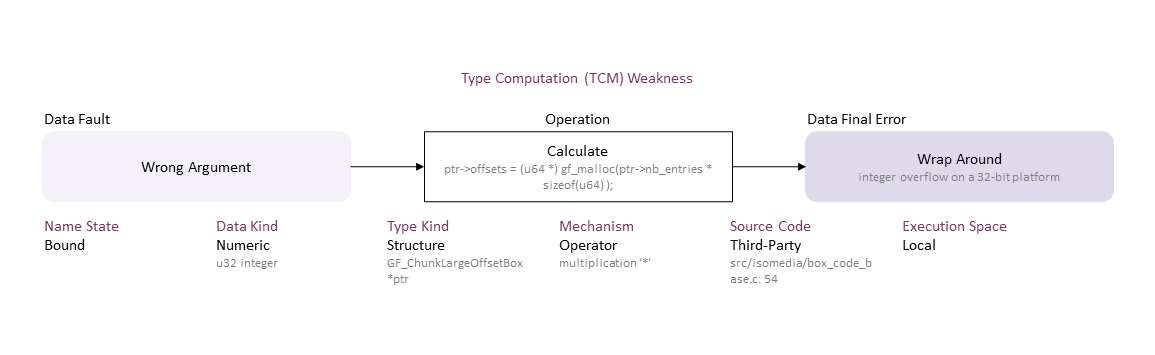 Type Computation (TCM) Weakness
Data Fault
Operation
Data Final Error
Wrong Argument
Calculate
ptr->offsets = (u64 *) gf_malloc(ptr->nb_entries *
sizeof(u64) );
Wrap Around
integer overflow on a 32-bit platform
Name State
Bound
Data Kind
Numeric
u32 integer
Type Kind
Structure
GF_ChunkLargeOffsetBox
*ptr
Mechanism
Operator
multiplication ‘*’
Source Code
Third-Party
src/isomedia/box_code_b
ase.c: 54
Execution Space
Local